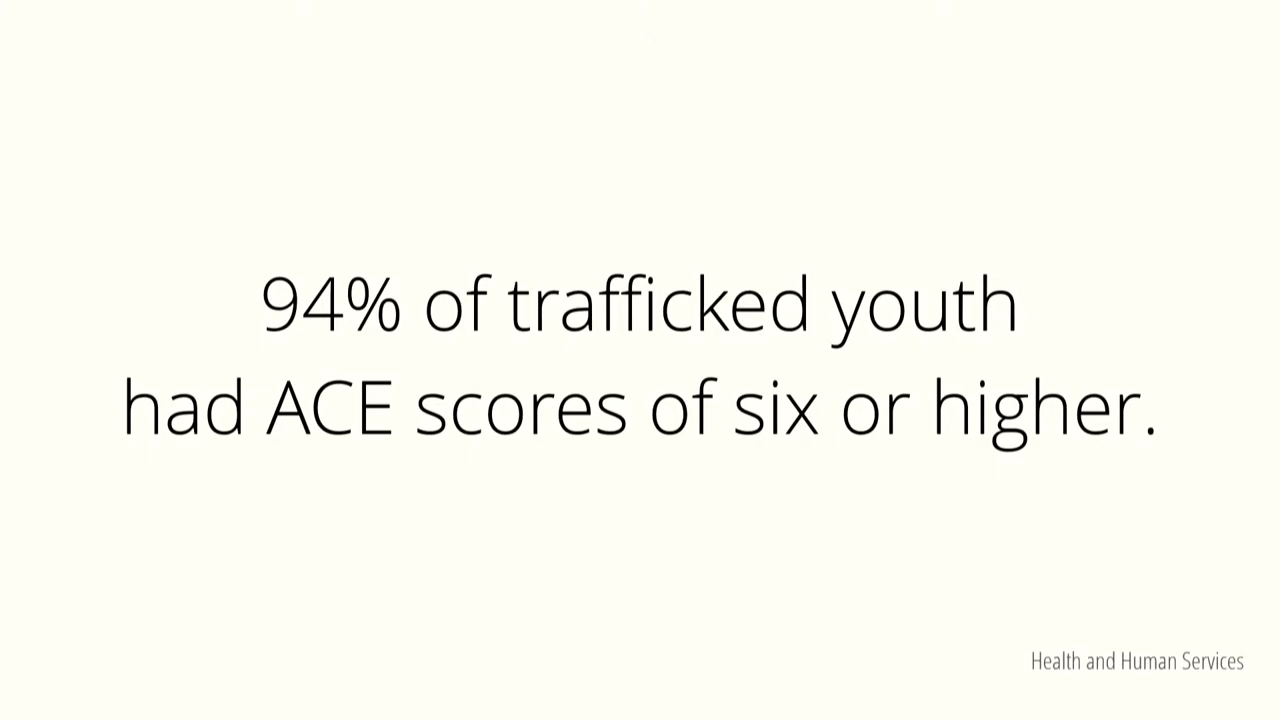 94% of trafficked youth
had ACE scores of six or higher.
Health and Human Services